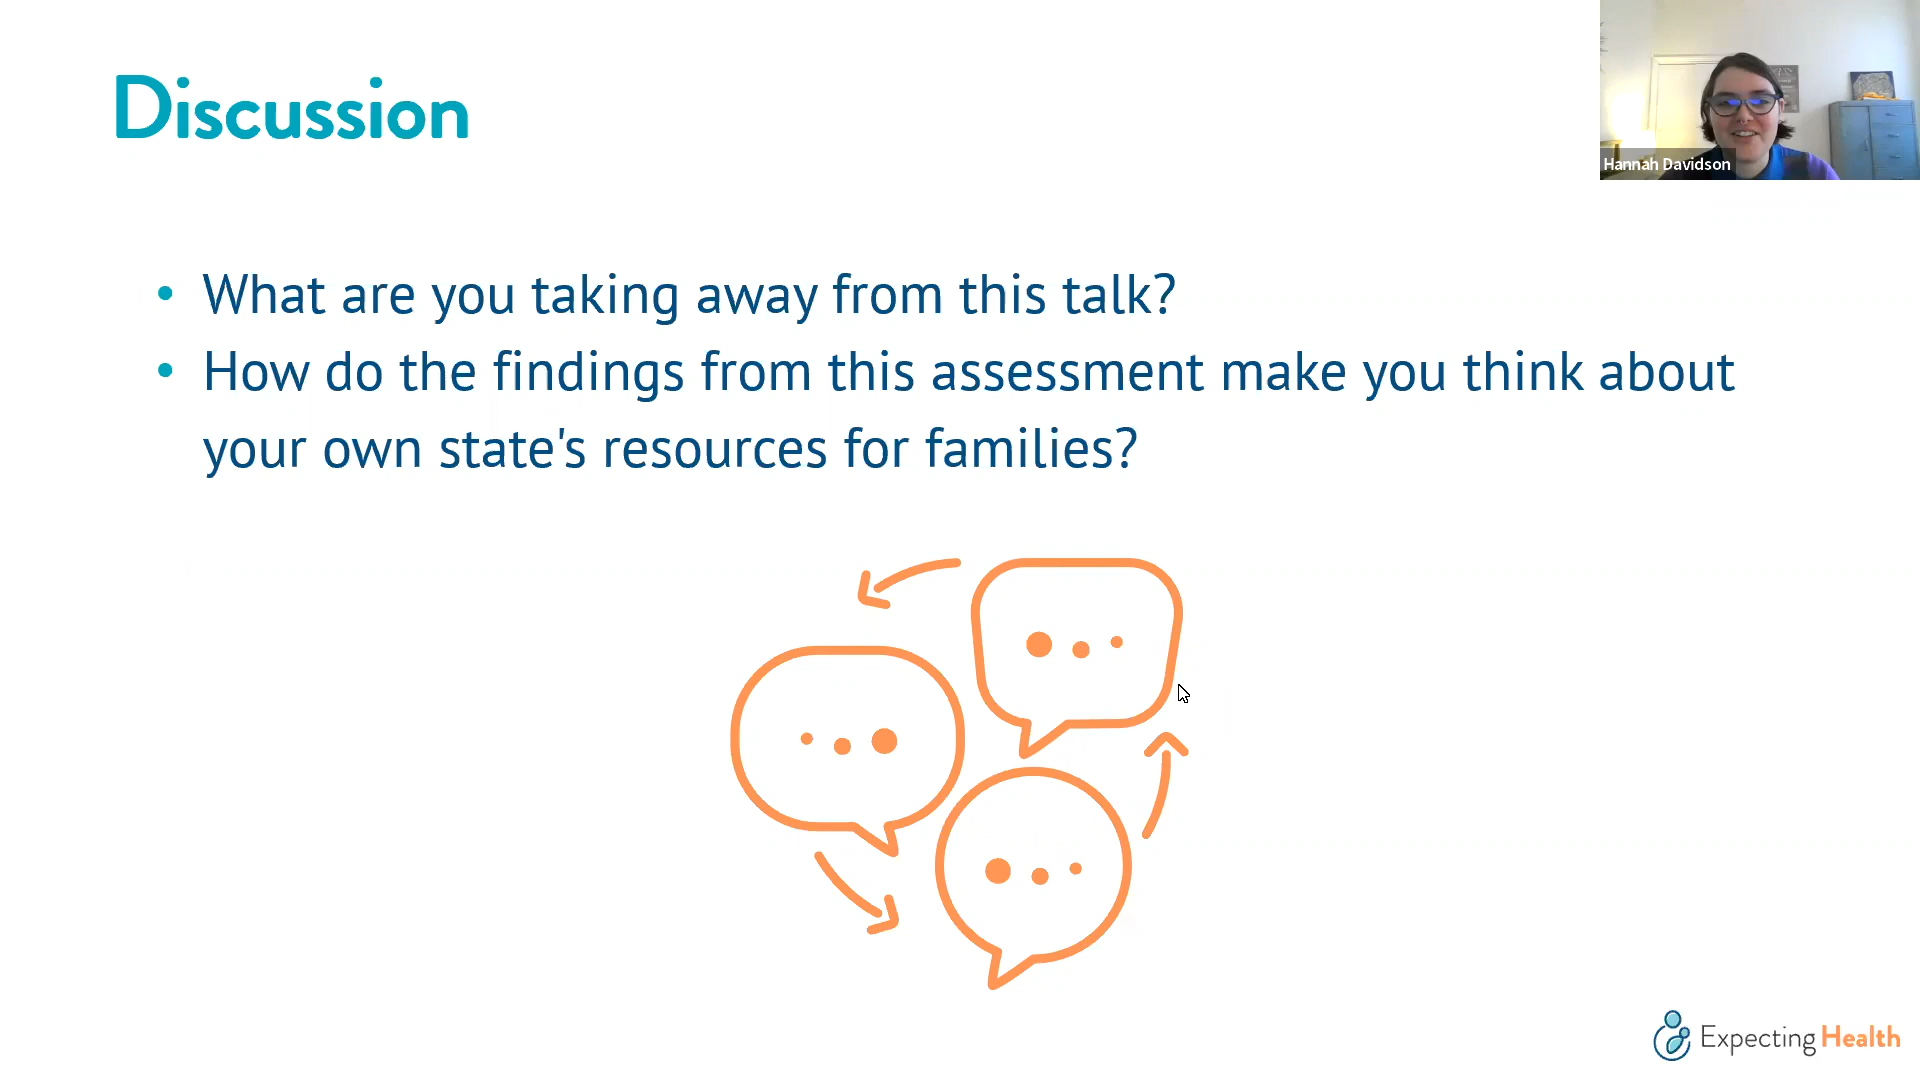 Discussion
Hannah Davidson
• What are you taking away from this talk?
• How do the findings from this assessment make you think about
your own state's resources for families?
Expecting Health